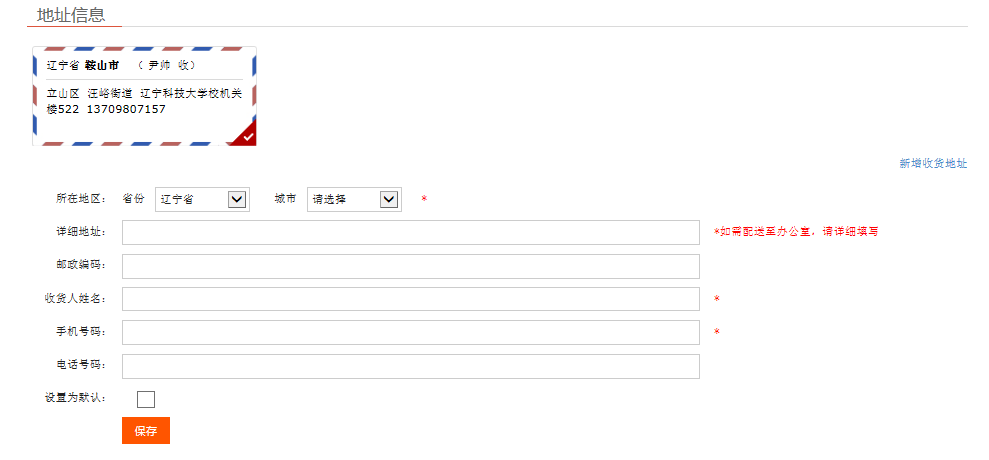 地址信息
辽宁省 鞍山市 （ 尹帅 收）
立山区 汪峪街道 辽宁科技大学校机关
楼522 13709807157
新增收货地址
所在地区： 省份 辽宁省 城市 请选择 *
详细地址： *如需配送至办公室，请详细填写
邮政编码：
收货人姓名： *
手机号码： *
电话号码：
设置为默认：
保存